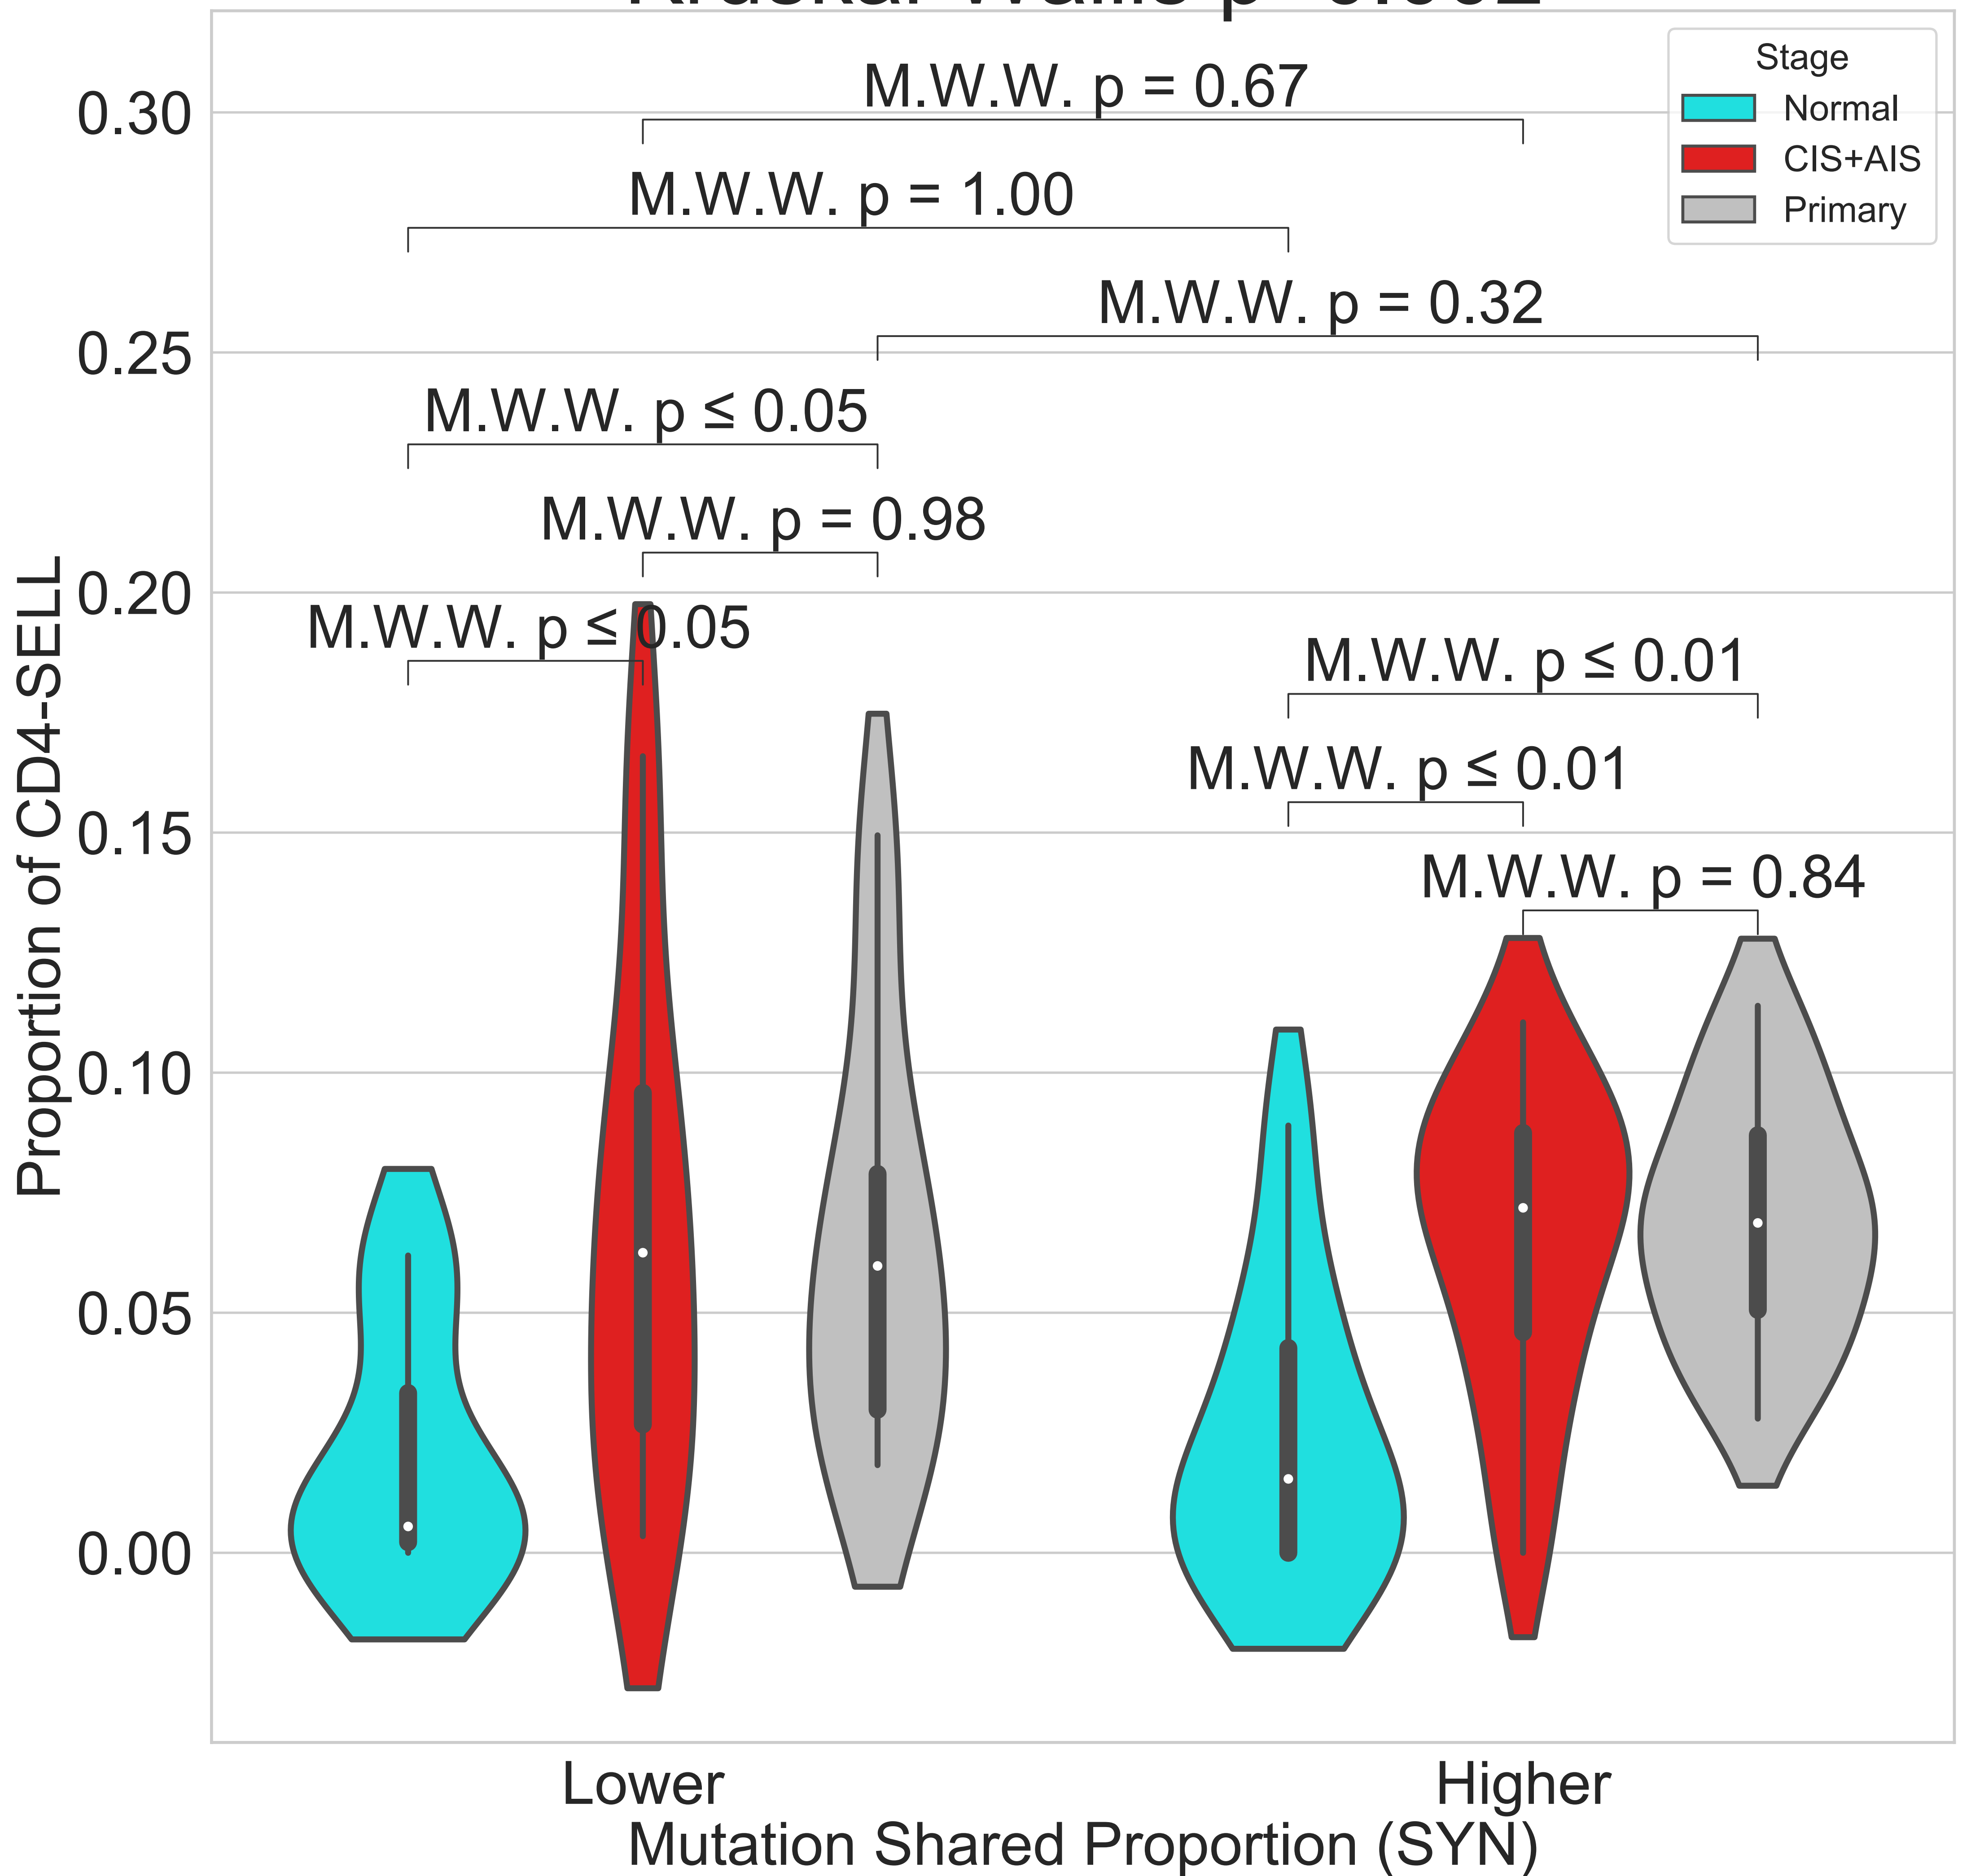 M.W.W. p = 0.67
M.W.W. p = 1.00
M.W.W. p = 0.32
M.W.W. p ≤ 0.05
M.W.W. p = 0.98
M.W.W. p ≤ 0.05
M.W.W. p ≤ 0.01
M.W.W. p ≤ 0.01
M.W.W. p = 0.84
Stage
Normal
CIS+AIS
Primary
Proportion of CD4-SELL
0.30
0.25
0.20
0.15
0.10
0.05
0.00
Lower
Higher
Mutation Shared Proportion (SYN)